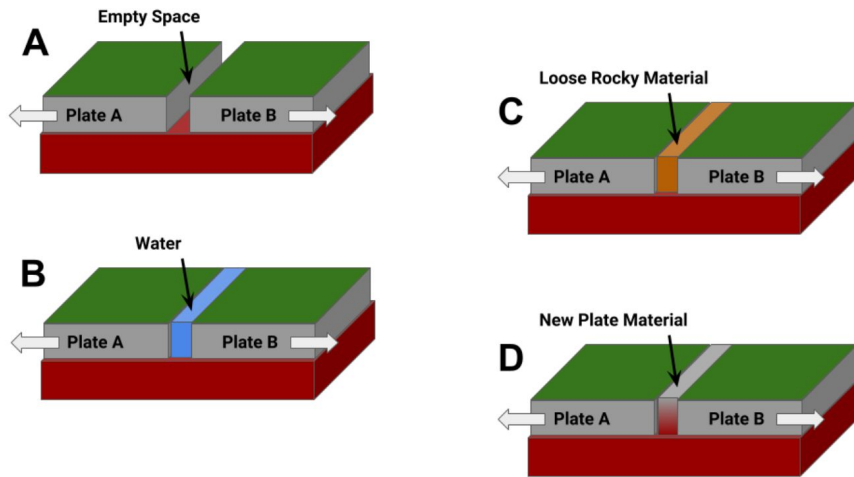 A
Empty Space
Plate A
Plate B
B
Water
Plate A
Plate B
C
Loose Rocky Material
Plate A
Plate B
D
New Plate Material
Plate A
Plate B